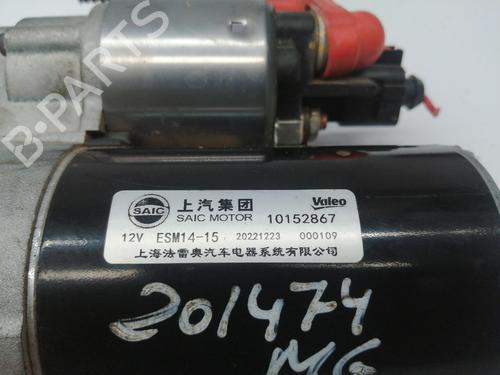 B-PARTS
SAIC 上汽集团 Valeo
SAIC MOTOR 10152867
12V ESM14-15 20221223 000109
上海法雷奥汽车电器系统有限公司
201474
MG